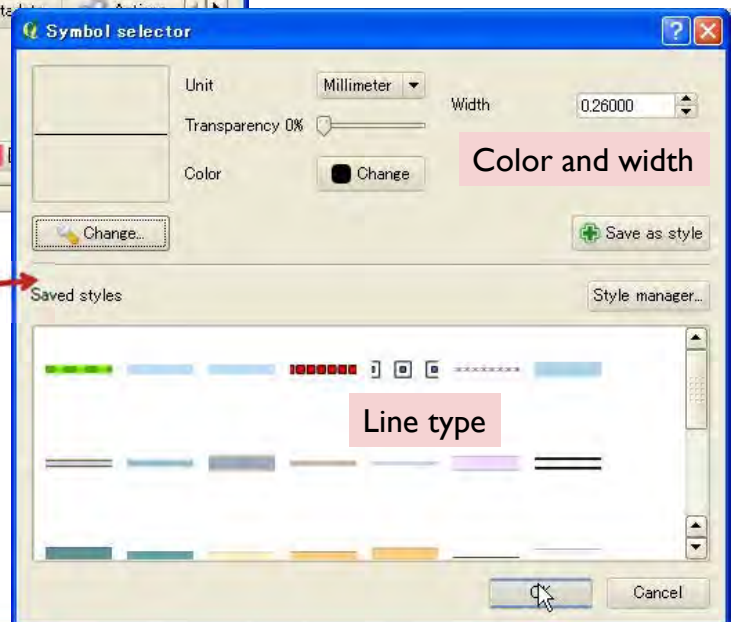 Symbol selector
Unit
Millimeter
Width
0.26000
Transparency 0%
Color
Change
Color and width
Change...
Save as style
Saved styles
Style manager...
Line type
Cancel